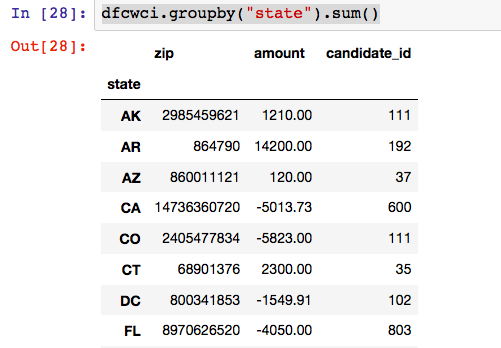 In [28]: dfcwci.groupby("state").sum()
Out[28]:
zip amount candidate_id
state
AK 2985459621 1210.00 111
AR 864790 14200.00 192
AZ 860011121 120.00 37
CA 14736360720 -5013.73 600
CO 2405477834 -5823.00 111
CT 68901376 2300.00 35
DC 800341853 -1549.91 102
FL 8970626520 -4050.00 803